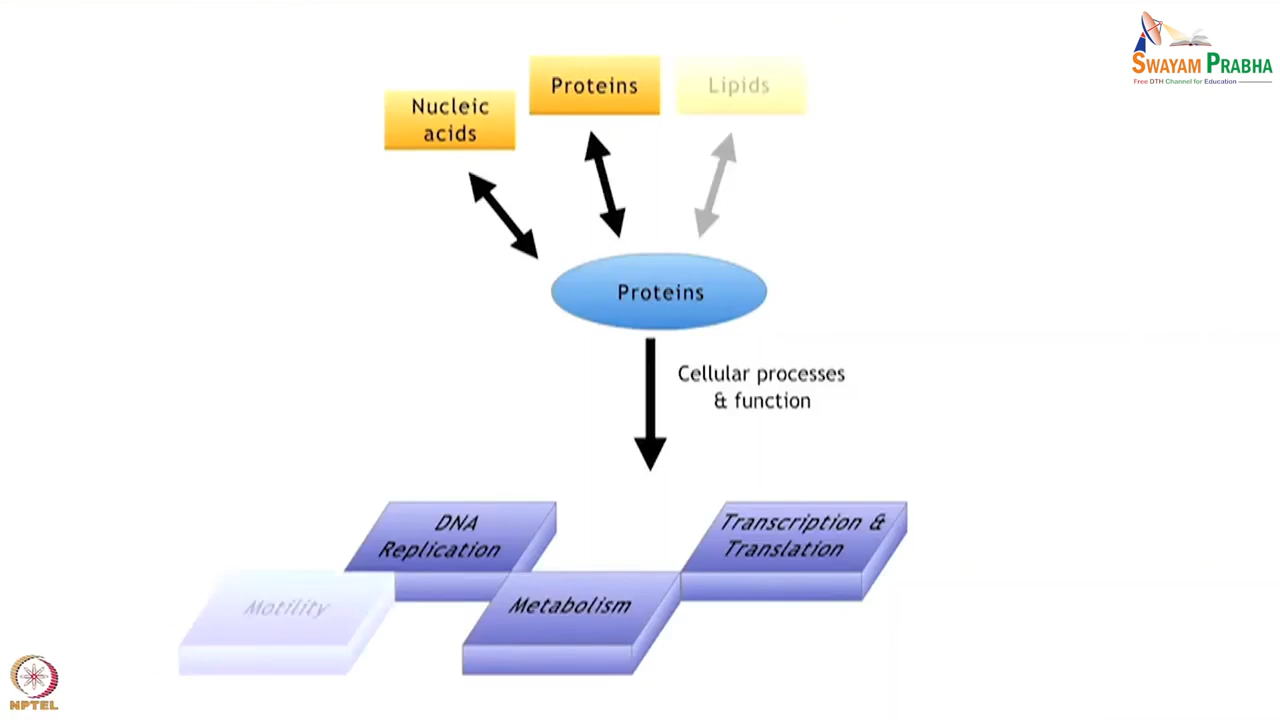 SWAYAM PRABHA
Free DTH Channel for Education
Nucleic
acids
Proteins
Lipids
Proteins
Cellular processes
& function
DNA
Replication
Transcription &
Translation
Motility
Metabolism
NPTEL